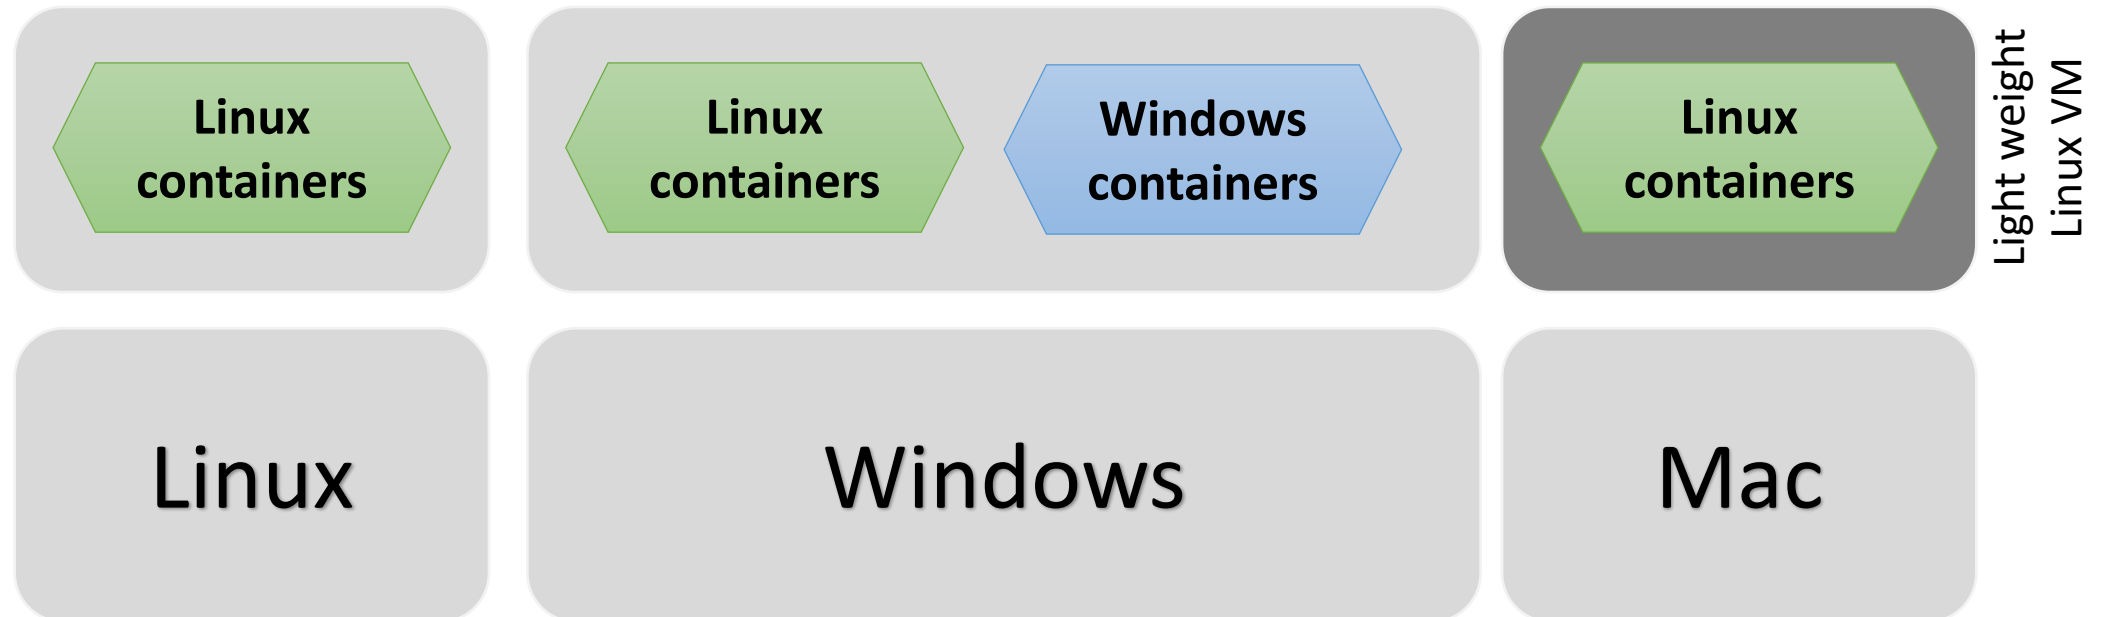 Linux
containers
Linux
containers
Windows
containers
Linux
containers
Light weight
Linux VM
Linux
Windows
Mac